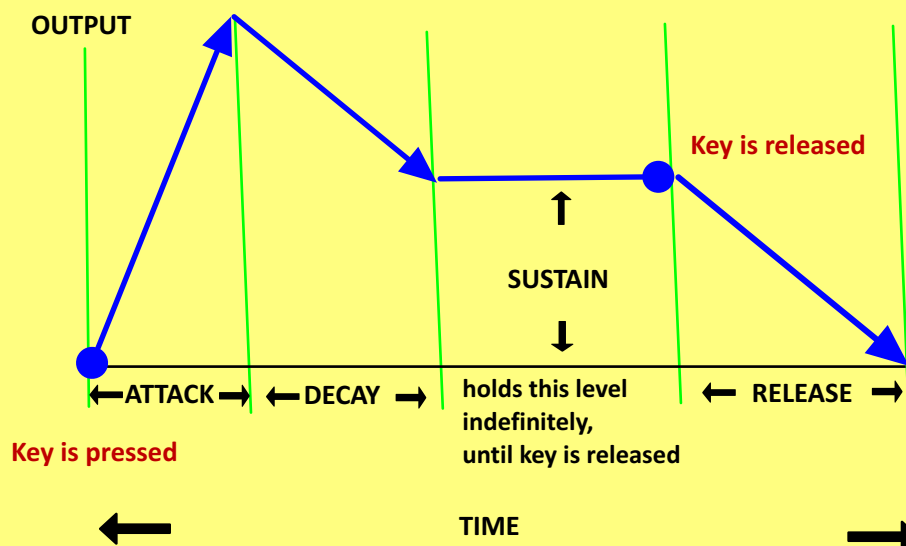 OUTPUT
Key is released
SUSTAIN
ATTACK
DECAY
holds this level
indefinitely,
until key is released
RELEASE
Key is pressed
TIME